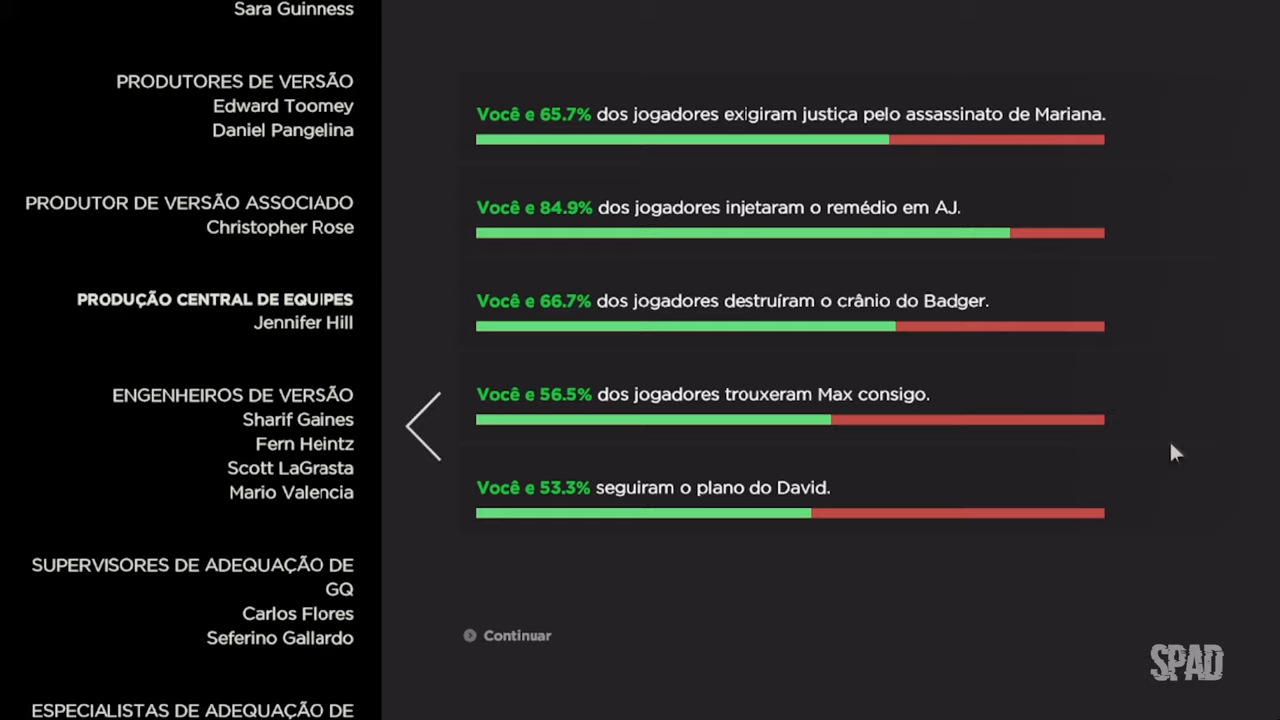 Sara Guinness
PRODUTORES DE VERSÃO
Edward Toomey
Daniel Pangelina
PRODUTOR DE VERSÃO ASSOCIADO
Christopher Rose
PRODUÇÃO CENTRAL DE EQUIPES
Jennifer Hill
ENGENHEIROS DE VERSÃO
Sharif Gaines
Fern Heintz
Scott LaGrasta
Mario Valencia
SUPERVISORES DE ADEQUAÇÃO DE
GQ
Carlos Flores
Seferino Gallardo
ESPECIALISTAS DE ADEQUAÇÃO DE
Você e 65.7% dos jogadores exigiram justiça pelo assassinato de Mariana.
Você e 84.9% dos jogadores injetaram o remédio em AJ.
Você e 66.7% dos jogadores destruíram o crânio do Badger.
Você e 56.5% dos jogadores trouxeram Max consigo.
Você e 53.3% seguiram o plano do David.
Continuar
SPAD